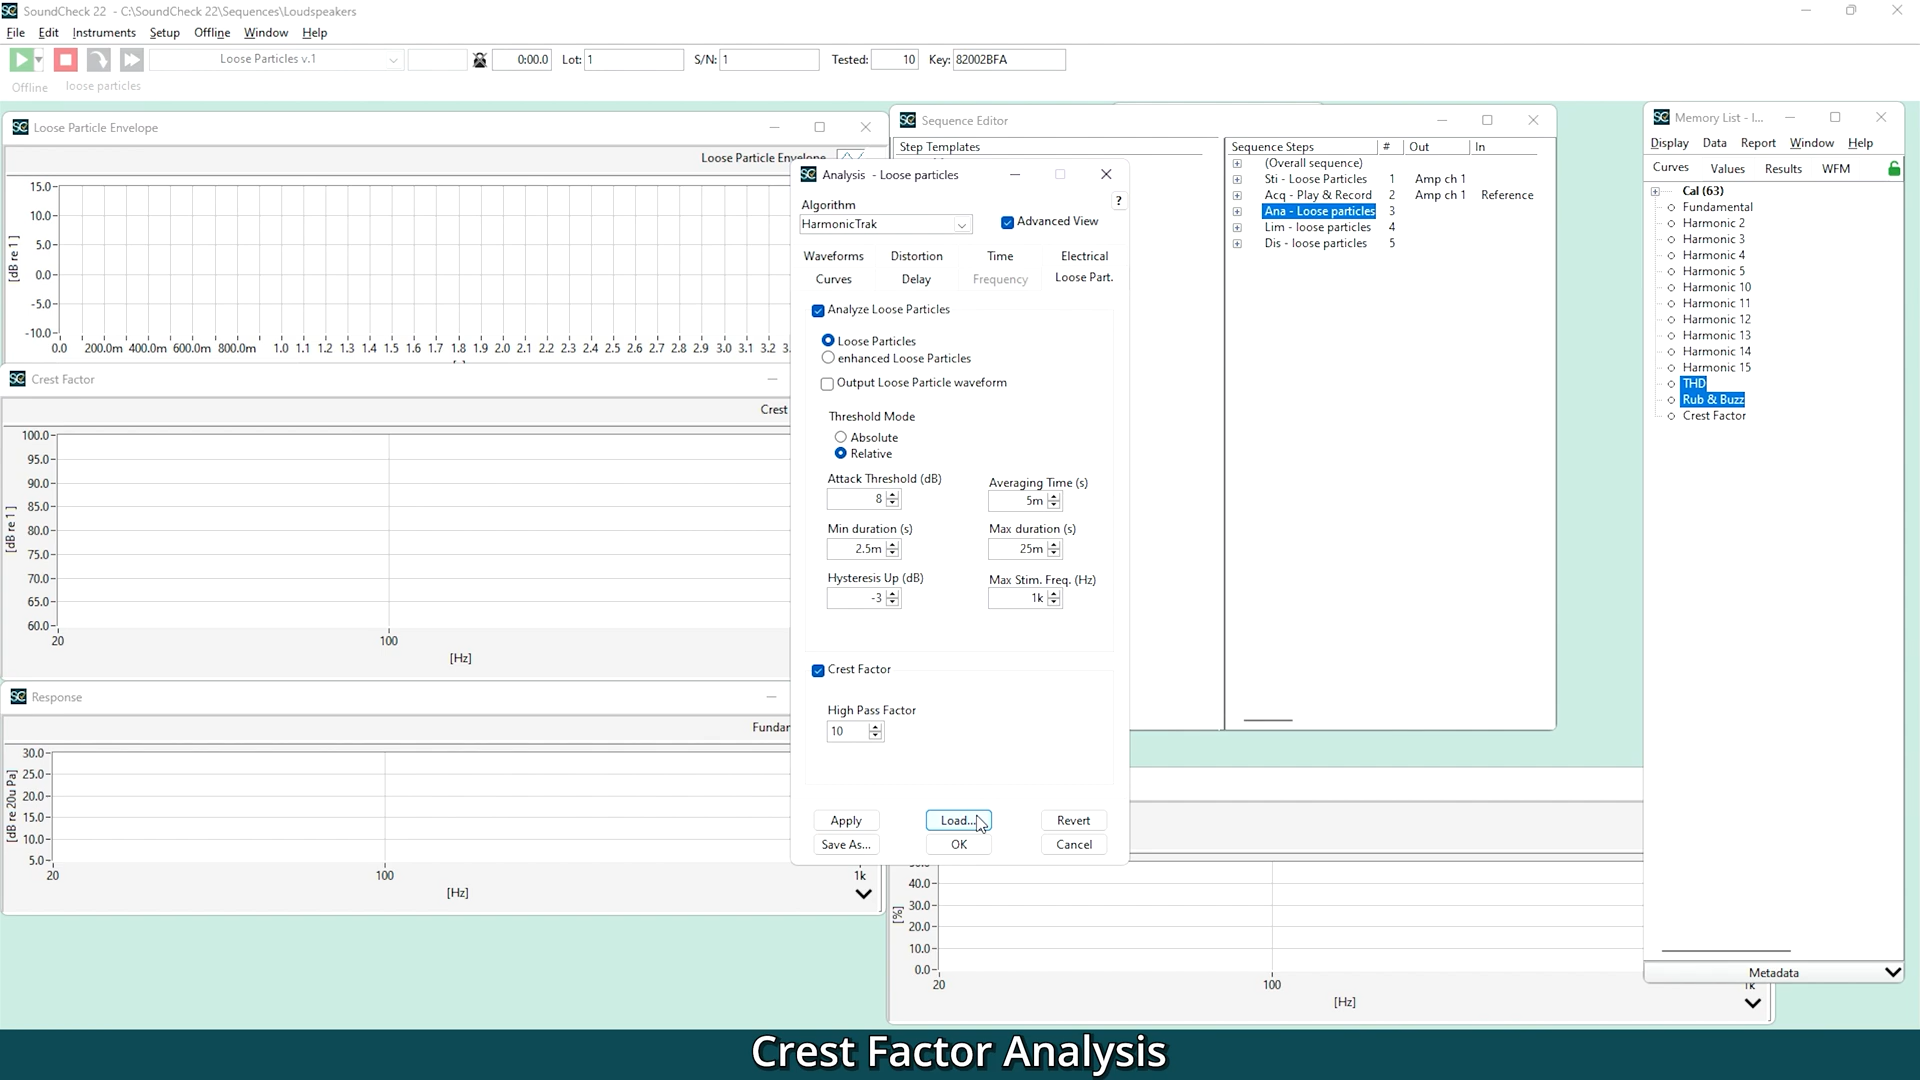 SoundCheck 22 - C:\SoundCheck 22\Sequences\Loudspeakers
File Edit Instruments Setup Offline Window Help
Loose Particles v.1 0:00.0 Lot: 1 S/N: 1 Tested: 10 Key: 82002BFA
Offline loose particles
Loose Particle Envelope
Loose Particle Envelope
15.0
10.0
5.0
0.0
-5.0
-10.0
[dB re 1 ]
0.0 200.0m 400.0m 600.0m 800.0m 1.0 1.1 1.2 1.3 1.4 1.5 1.6 1.7 1.8 1.9 2.0 2.1 2.2 2.3 2.4 2.5 2.6 2.7 2.8 2.9 3.0 3.1 3.2 3.
Crest Factor
Crest
100.0
95.0
90.0
85.0
80.0
75.0
70.0
65.0
60.0
[dB re 1 ]
20 100
[Hz]
Response
Fundar
30.0
25.0
20.0
15.0
10.0
5.0
[dB re 20u Pa]
20 100 1k
[Hz]
Sequence Editor
Step Templates
Sequence Steps # Out In
(Overall sequence)
Sti - Loose Particles 1 Amp ch 1
Acq - Play & Record 2 Amp ch 1 Reference
Ana - Loose particles 3
Lim - loose particles 4
Dis - loose particles 5
Analysis - Loose particles
?
Algorithm
HarmonicTrak Advanced View
Waveforms Distortion Time Electrical
Curves Delay Frequency Loose Part.
Analyze Loose Particles
Loose Particles
enhanced Loose Particles
Output Loose Particle waveform
Threshold Mode
Absolute
Relative
Attack Threshold (dB) Averaging Time (s)
8 5m
Min duration (s) Max duration (s)
2.5m 25m
Hysteresis Up (dB) Max Stim. Freq. (Hz)
-3 1k
Crest Factor
High Pass Factor
10
Apply Load... Revert
Save As... OK Cancel
40.0
30.0
20.0
10.0
0.0
[%]
20 100 1k
[Hz]
Memory List - I...
Display Data Report Window Help
Curves Values Results WFM
Cal (63)
Fundamental
Harmonic 2
Harmonic 3
Harmonic 4
Harmonic 5
Harmonic 10
Harmonic 11
Harmonic 12
Harmonic 13
Harmonic 14
Harmonic 15
THD
Rub & Buzz
Crest Factor
Metadata
Crest Factor Analysis